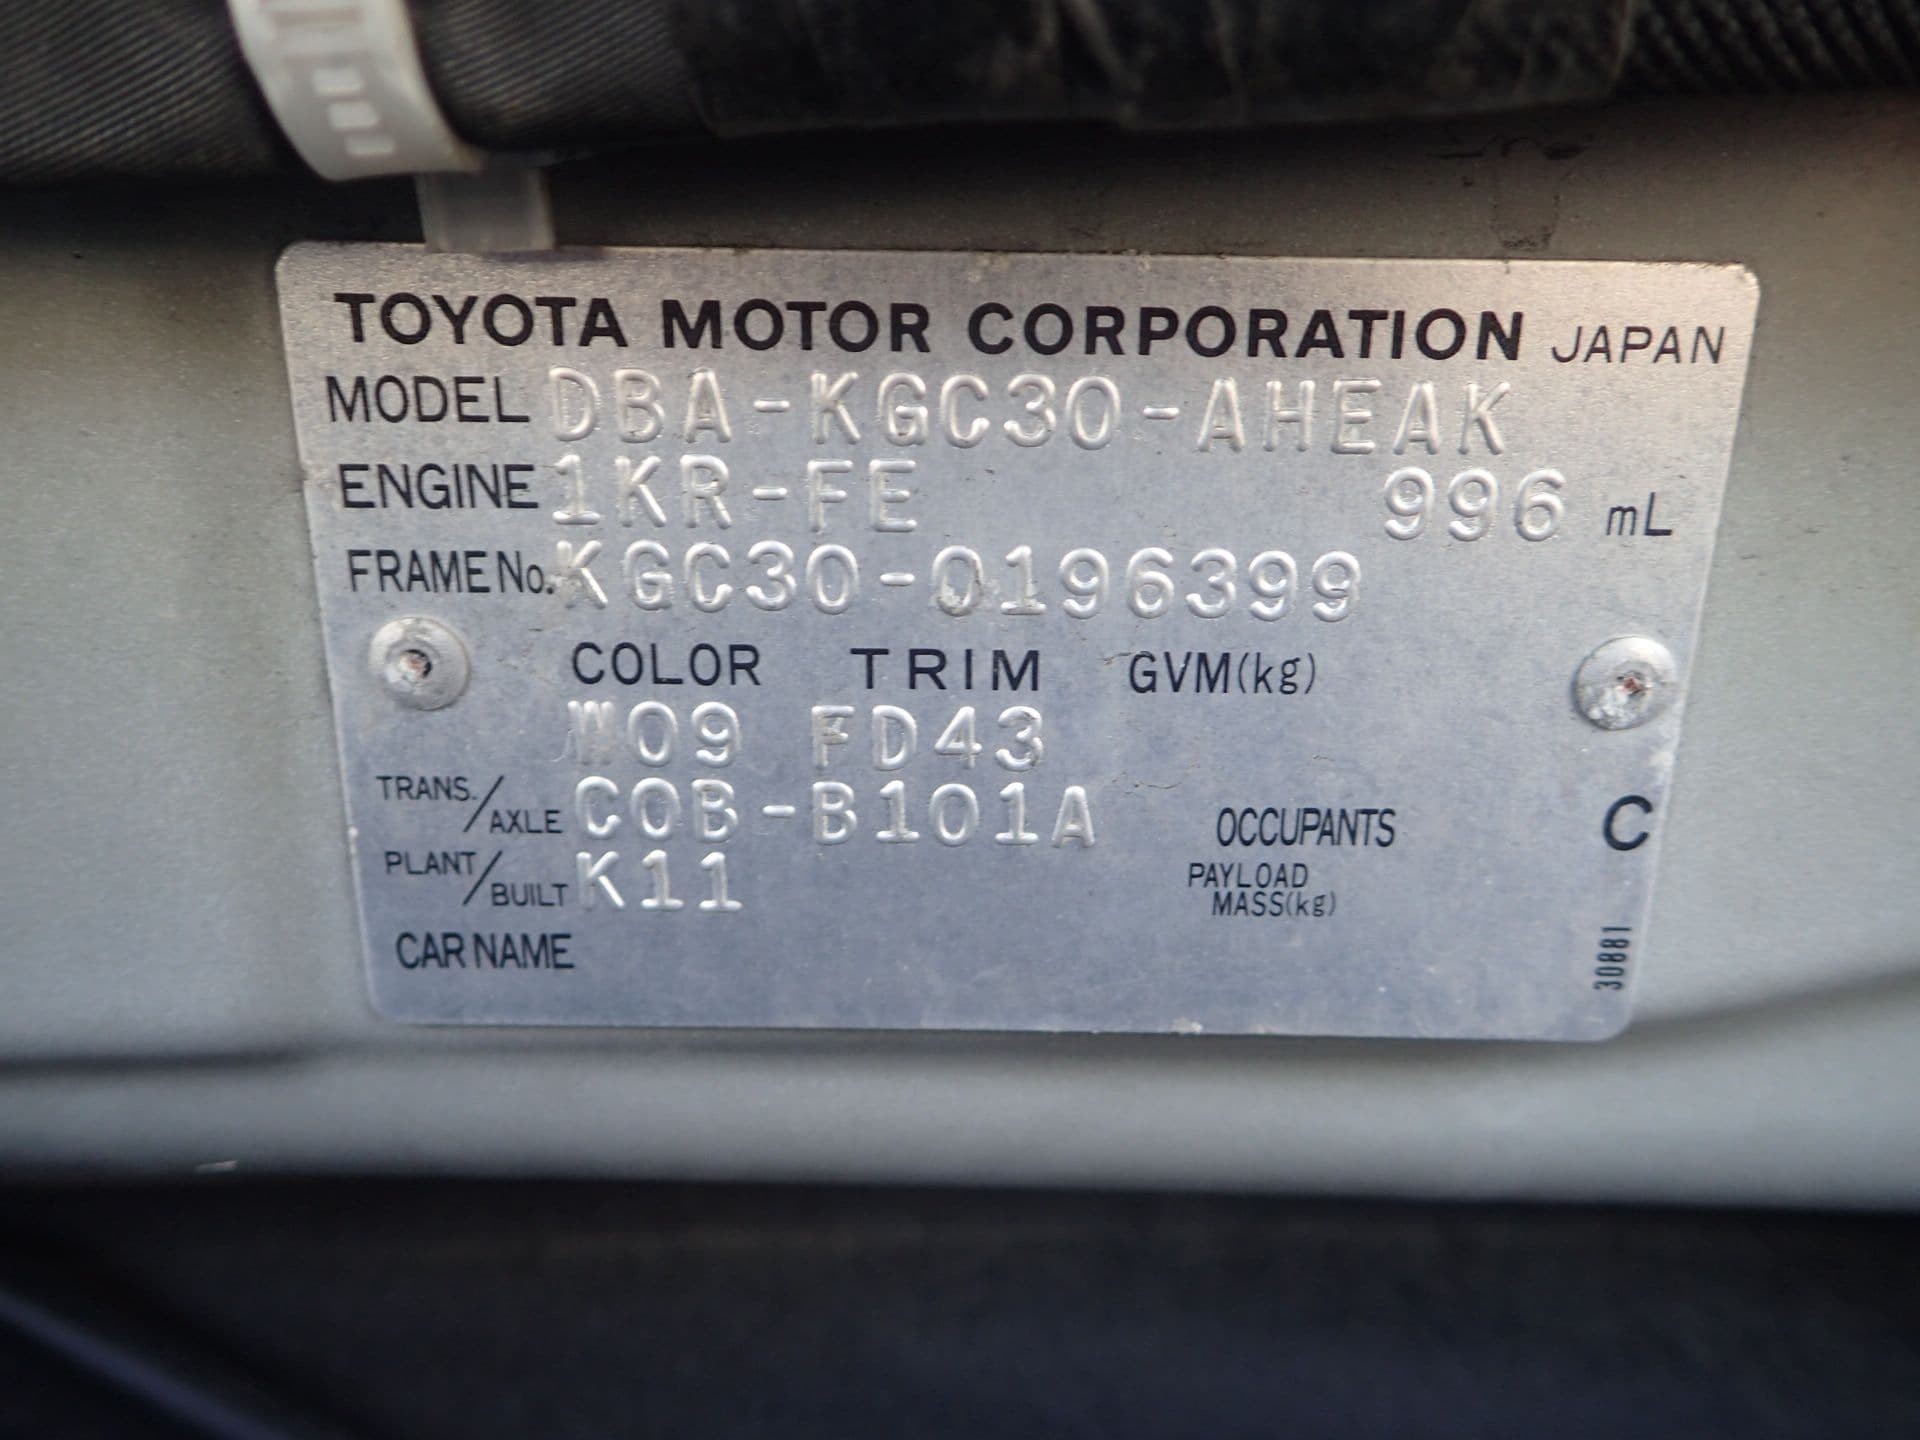 TOYOTA MOTOR CORPORATION JAPAN
MODEL DBA-KGC30-AHEAK
ENGINE 1KR-FE 996 mL
FRAME No. KGC30-0196399
COLOR TRIM GVM(kg)
W09 FD43
TRANS./AXLE C0B-B101A OCCUPANTS C
PLANT/BUILT K11 PAYLOAD MASS(kg)
CAR NAME
30881